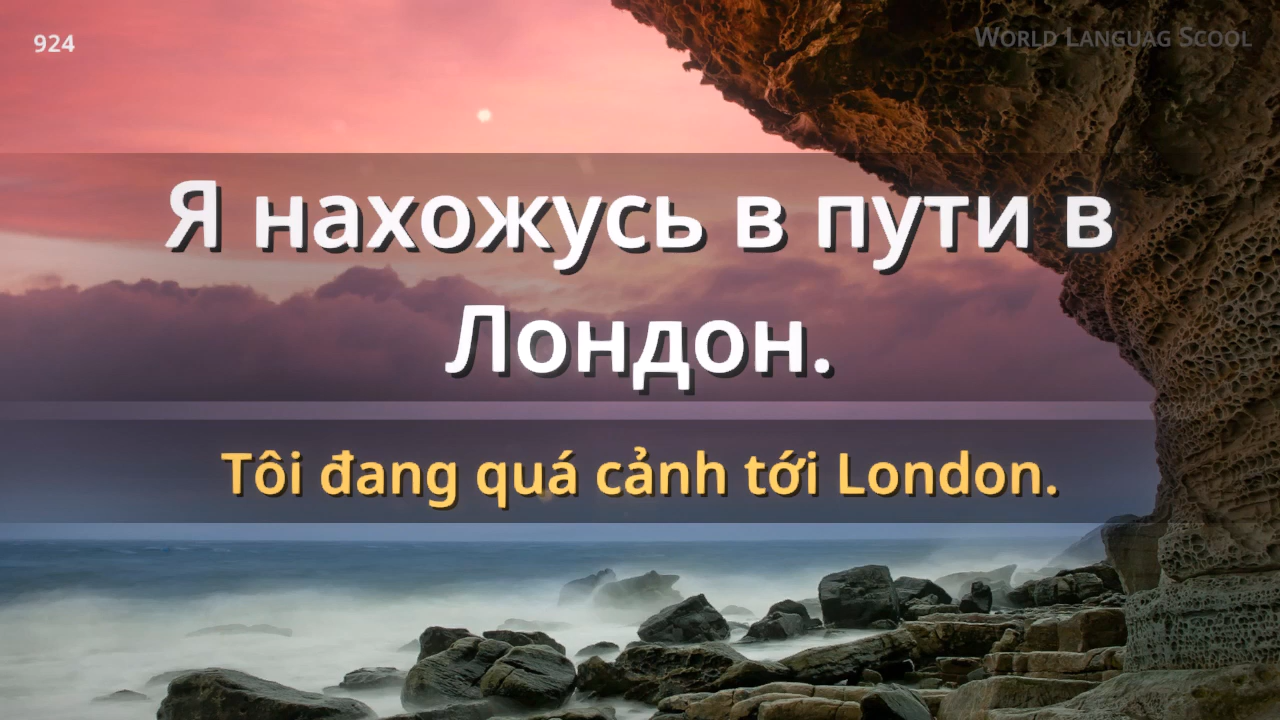 924
WORLD LANGUAG SCOOL
Я нахожусь в пути в
Лондон.
Tôi đang quá cảnh tới London.